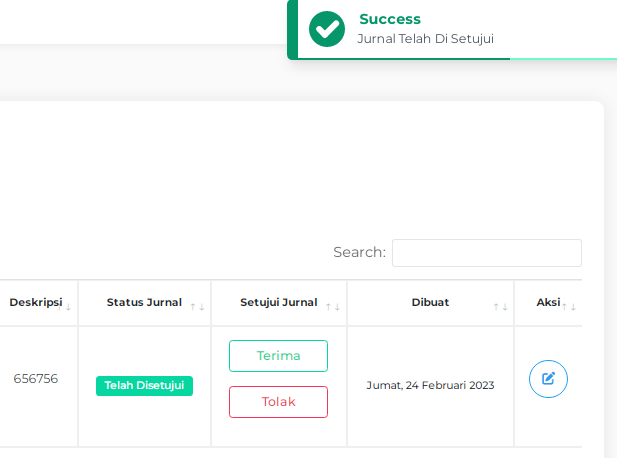 Success
Jurnal Telah Di Setujui
Search:
Deskripsi Status Jurnal Setujui Jurnal Dibuat Aksi
Terima
656756 Telah Disetujui Jumat, 24 Februari 2023
Tolak